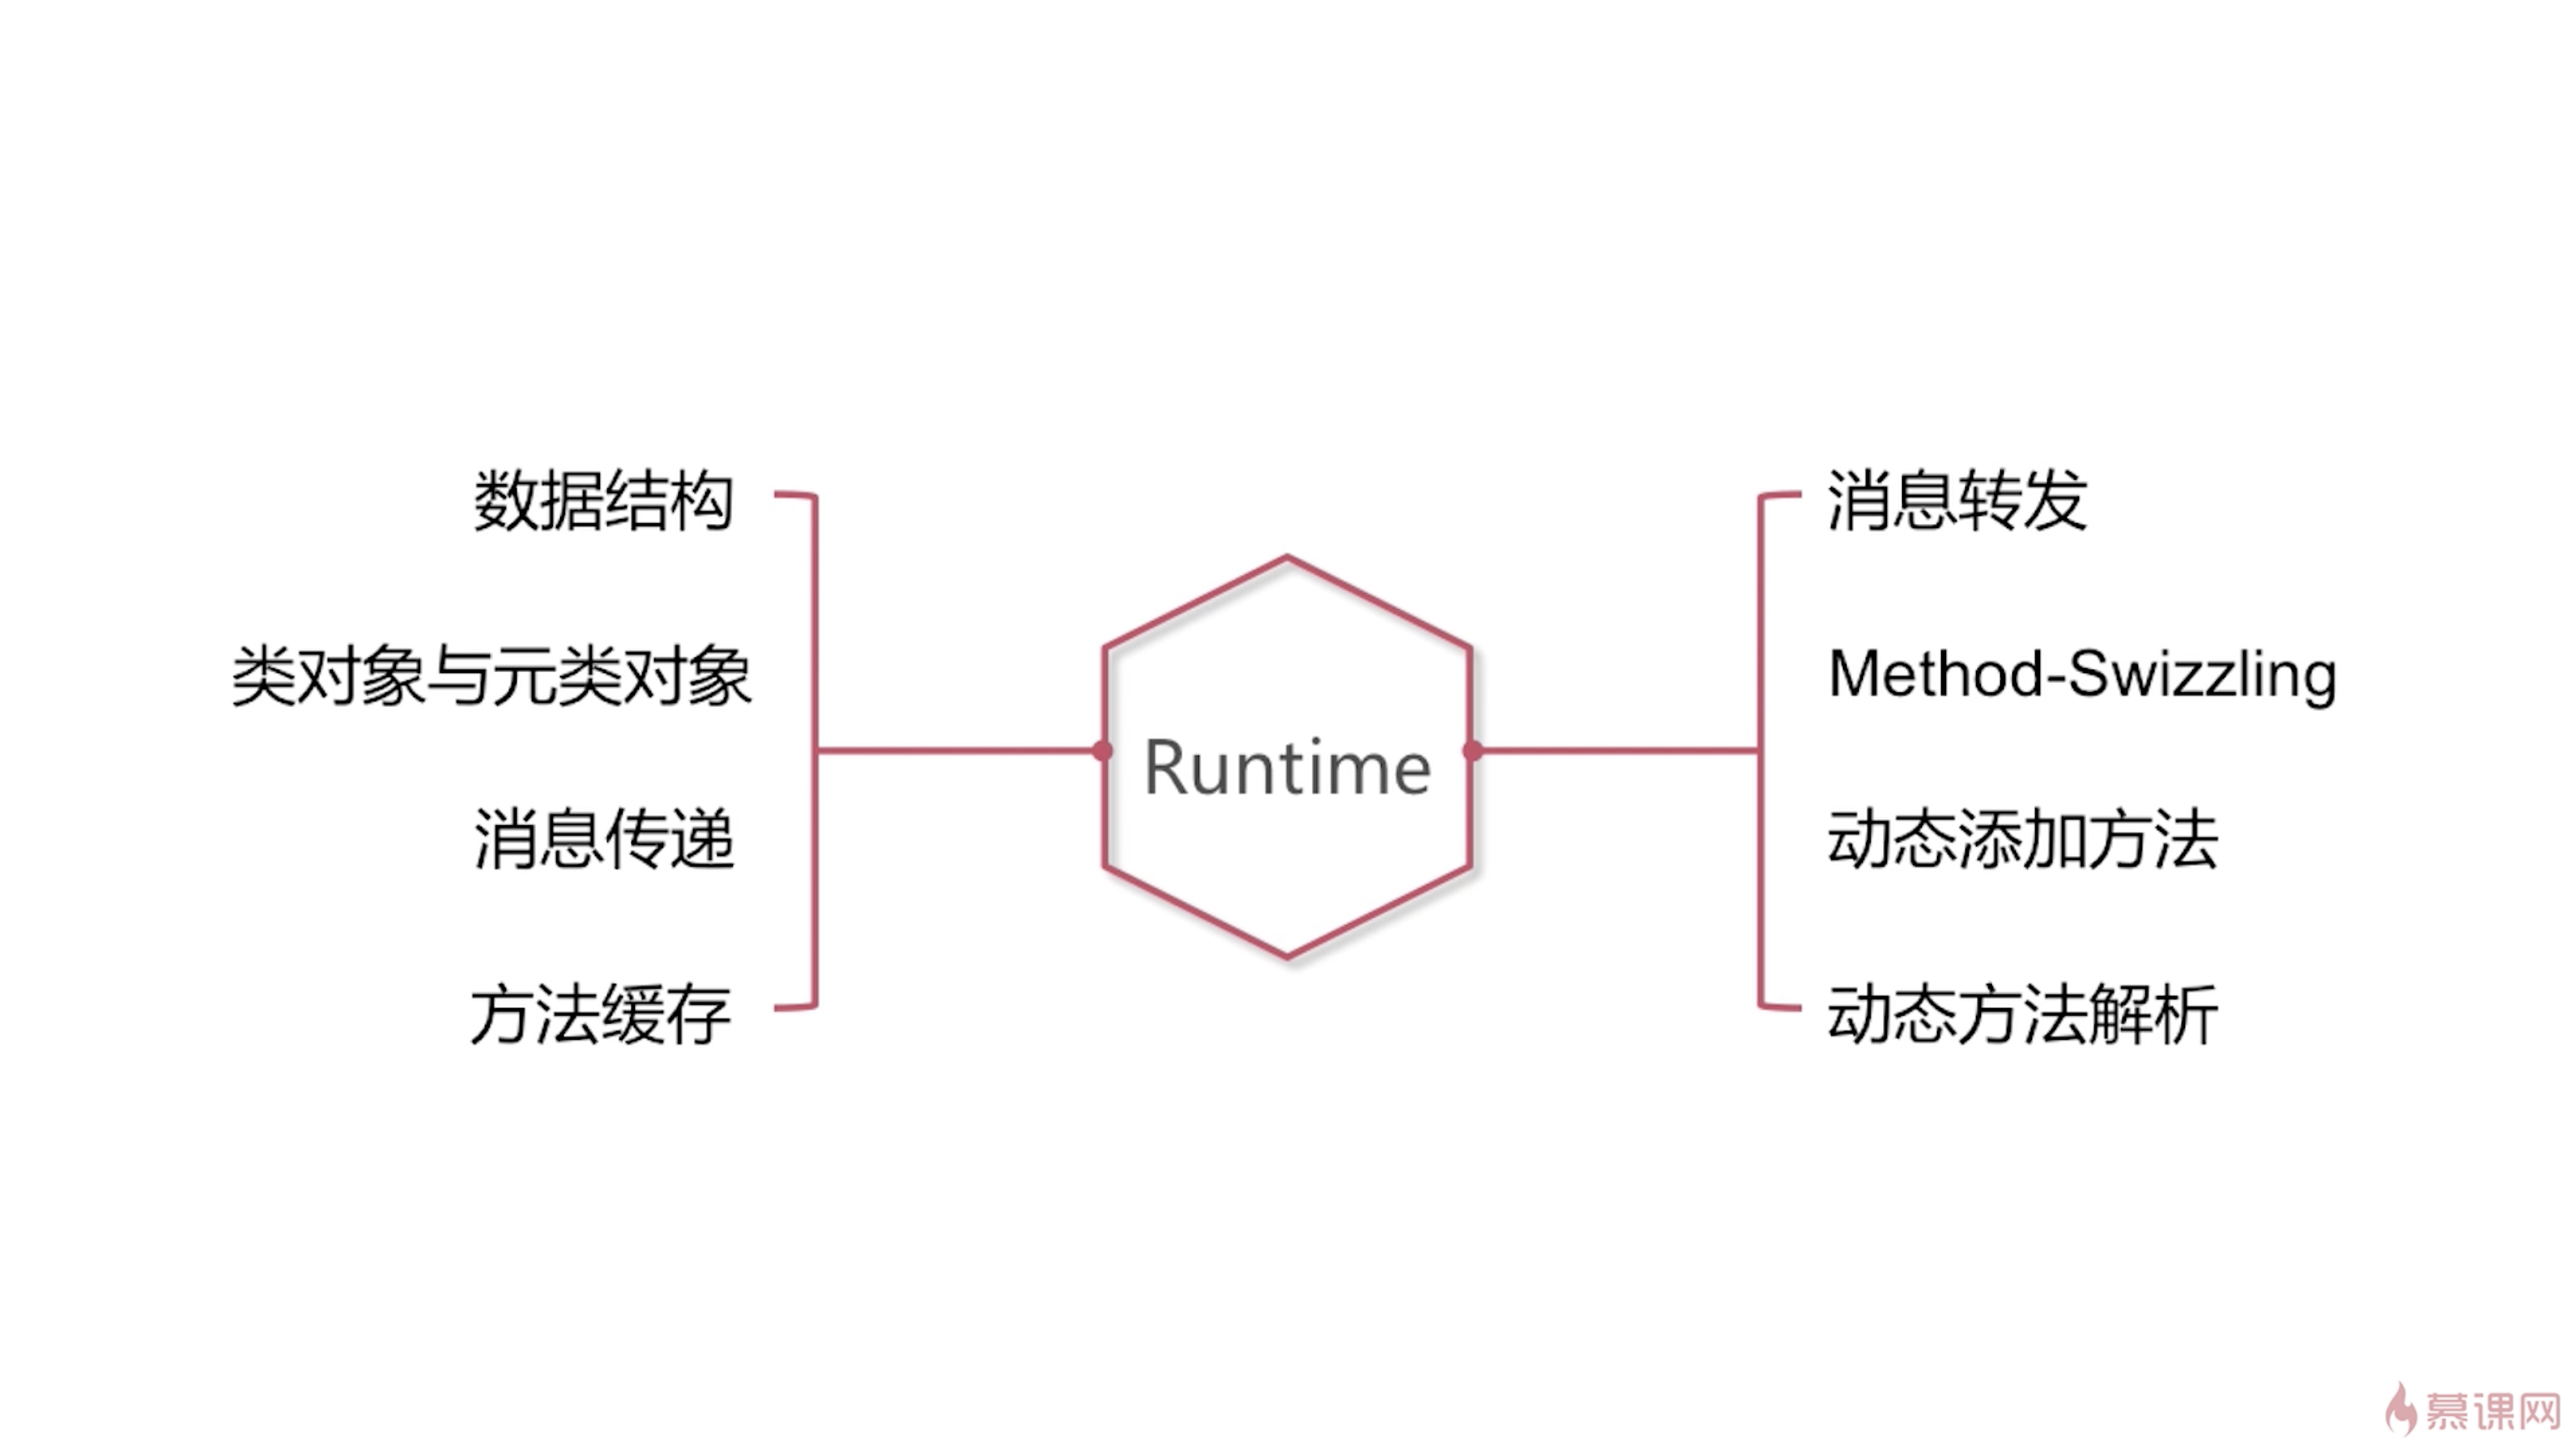 数据结构
类对象与元类对象
消息传递
方法缓存
Runtime
消息转发
Method-Swizzling
动态添加方法
动态方法解析
慕课网